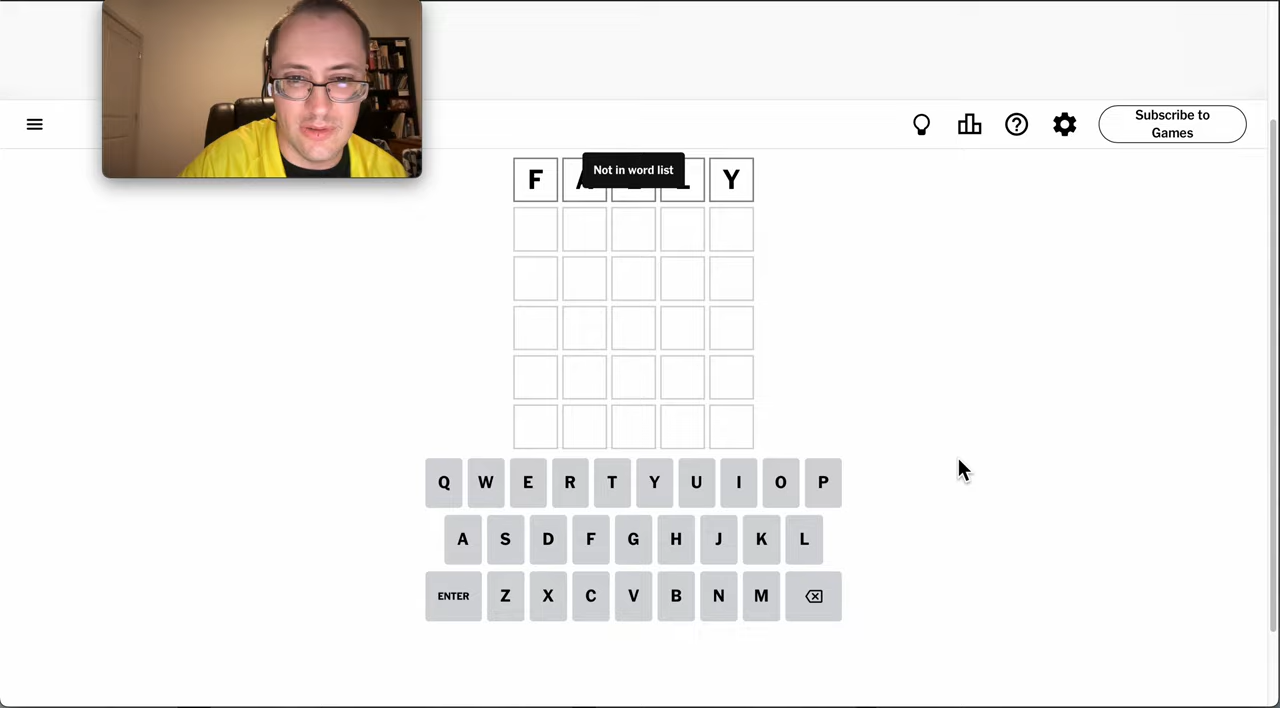 Subscribe to
Games
Not in word list
F Y
Q W E R T Y U I O P
A S D F G H J K L
ENTER Z X C V B N M